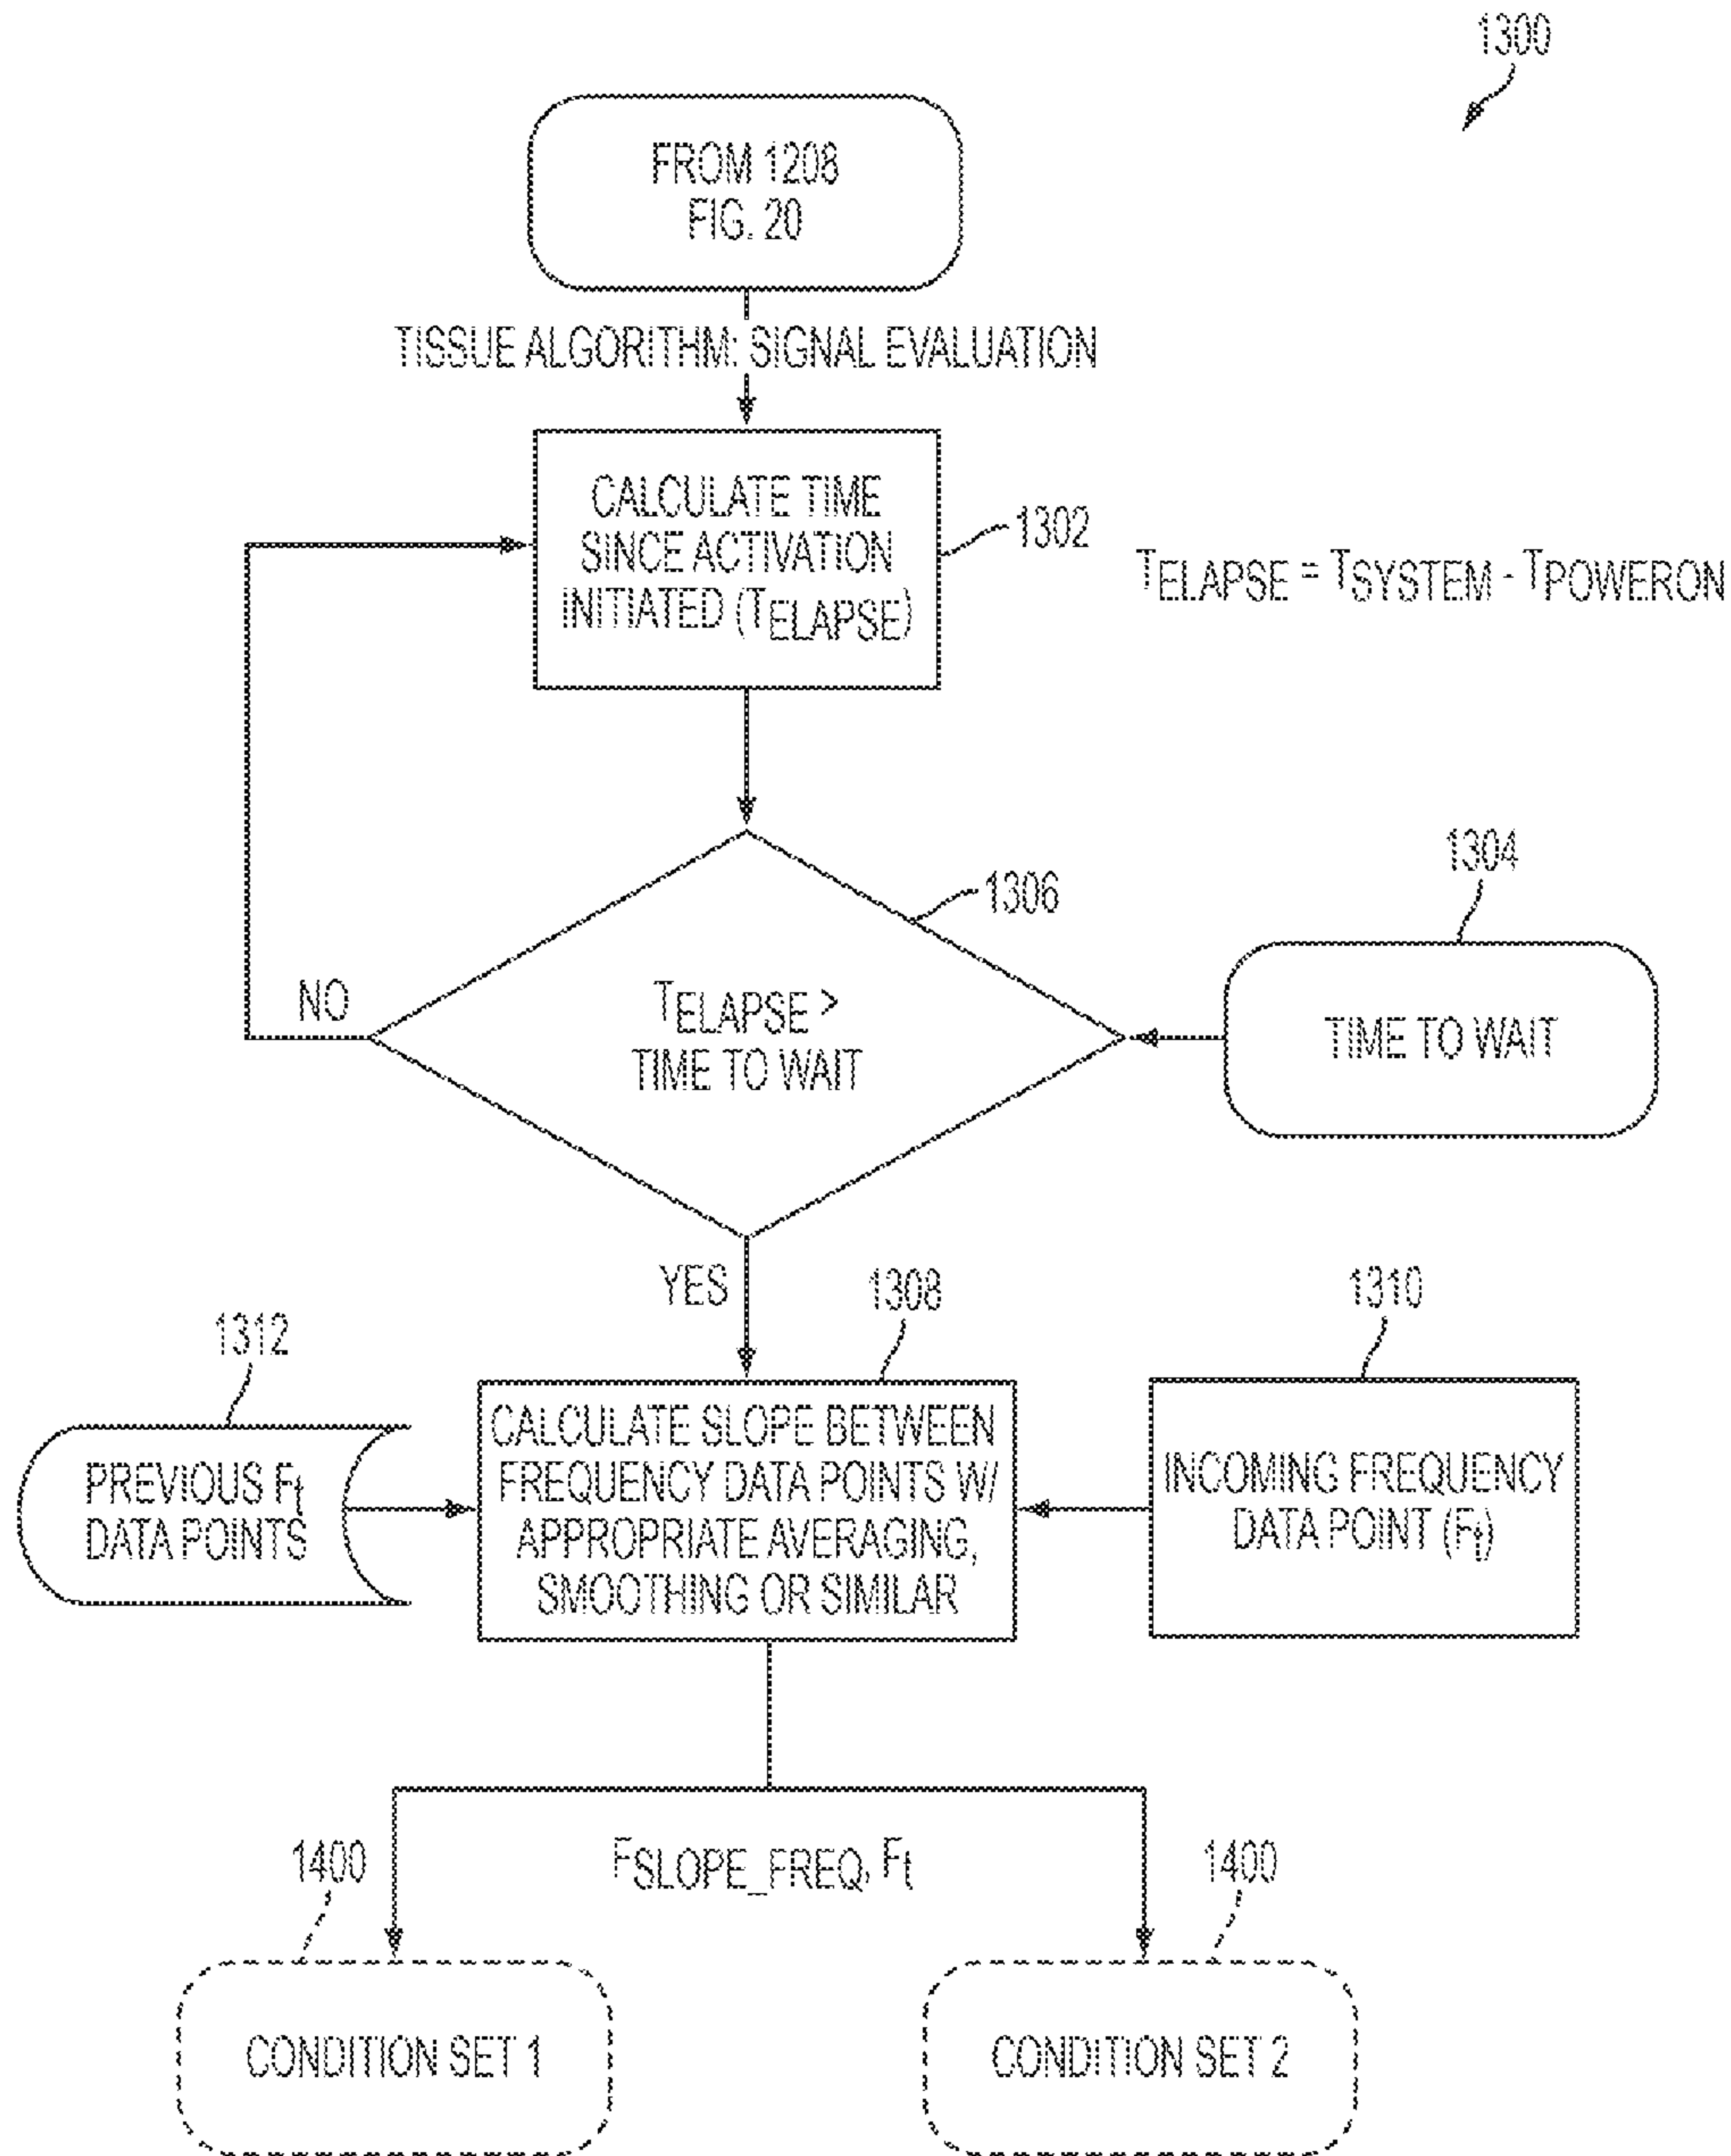 1300
FROM 1208
FIG. 20
TISSUE ALGORITHM: SIGNAL EVALUATION
CALCULATE TIME
SINCE ACTIVATION
INITIATED (TELAPSE)
1302
TELAPSE = TSYSTEM - TPOWERON
1304
1306
NO
TELAPSE >
TIME TO WAIT
TIME TO WAIT
YES
1308
1310
1312
PREVIOUS Ft
DATA POINTS
CALCULATE SLOPE BETWEEN
FREQUENCY DATA POINTS W/
APPROPRIATE AVERAGING,
SMOOTHING OR SIMILAR
INCOMING FREQUENCY
DATA POINT (Ft)
1400
FSLOPE_FREQ, Ft
1400
CONDITION SET 1
CONDITION SET 2